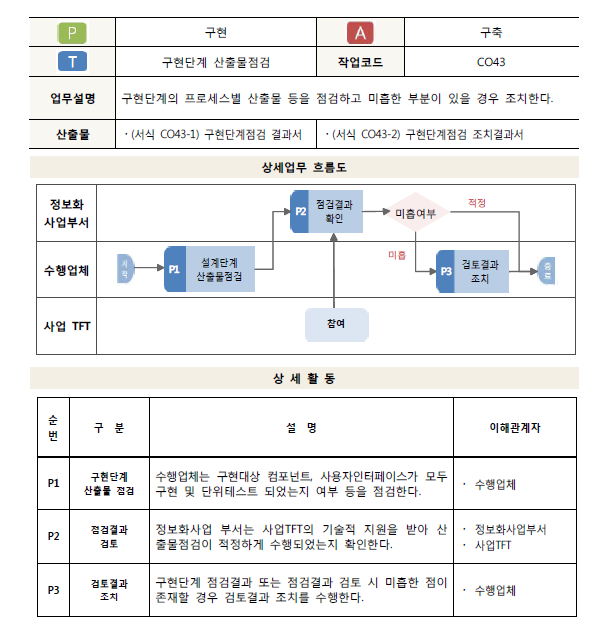 P 구현 A 구축
T 구현단계 산출물점검 작업코드 CO43
업무설명 구현단계의 프로세스별 산출물 등을 점검하고 미흡한 부분이 있을 경우 조치한다.
산출물 · (서식 CO43-1) 구현단계점검 결과서 · (서식 CO43-2) 구현단계점검 조치결과서
상세업무 흐름도
정보화
사업부서
P2 점검결과
확인
미흡여부
적정
수행업체
시
작
P1 설계단계
산출물점검
미흡
P3 검토결과
조치
종
료
사업 TFT
참여
상 세 활 동
순
번
구 분
설 명
이해관계자
P1
구현단계
산출물 점검
수행업체는 구현대상 컴포넌트, 사용자인터페이스가 모두
구현 및 단위테스트 되었는지 여부 등을 점검한다.
· 수행업체
P2
점검결과
검토
정보화사업 부서는 사업TFT의 기술적 지원을 받아 산
출물점검이 적정하게 수행되었는지 확인한다.
· 정보화사업부서
· 사업TFT
P3
검토결과
조치
구현단계 점검결과 또는 점검결과 검토 시 미흡한 점이
존재할 경우 검토결과 조치를 수행한다.
· 수행업체